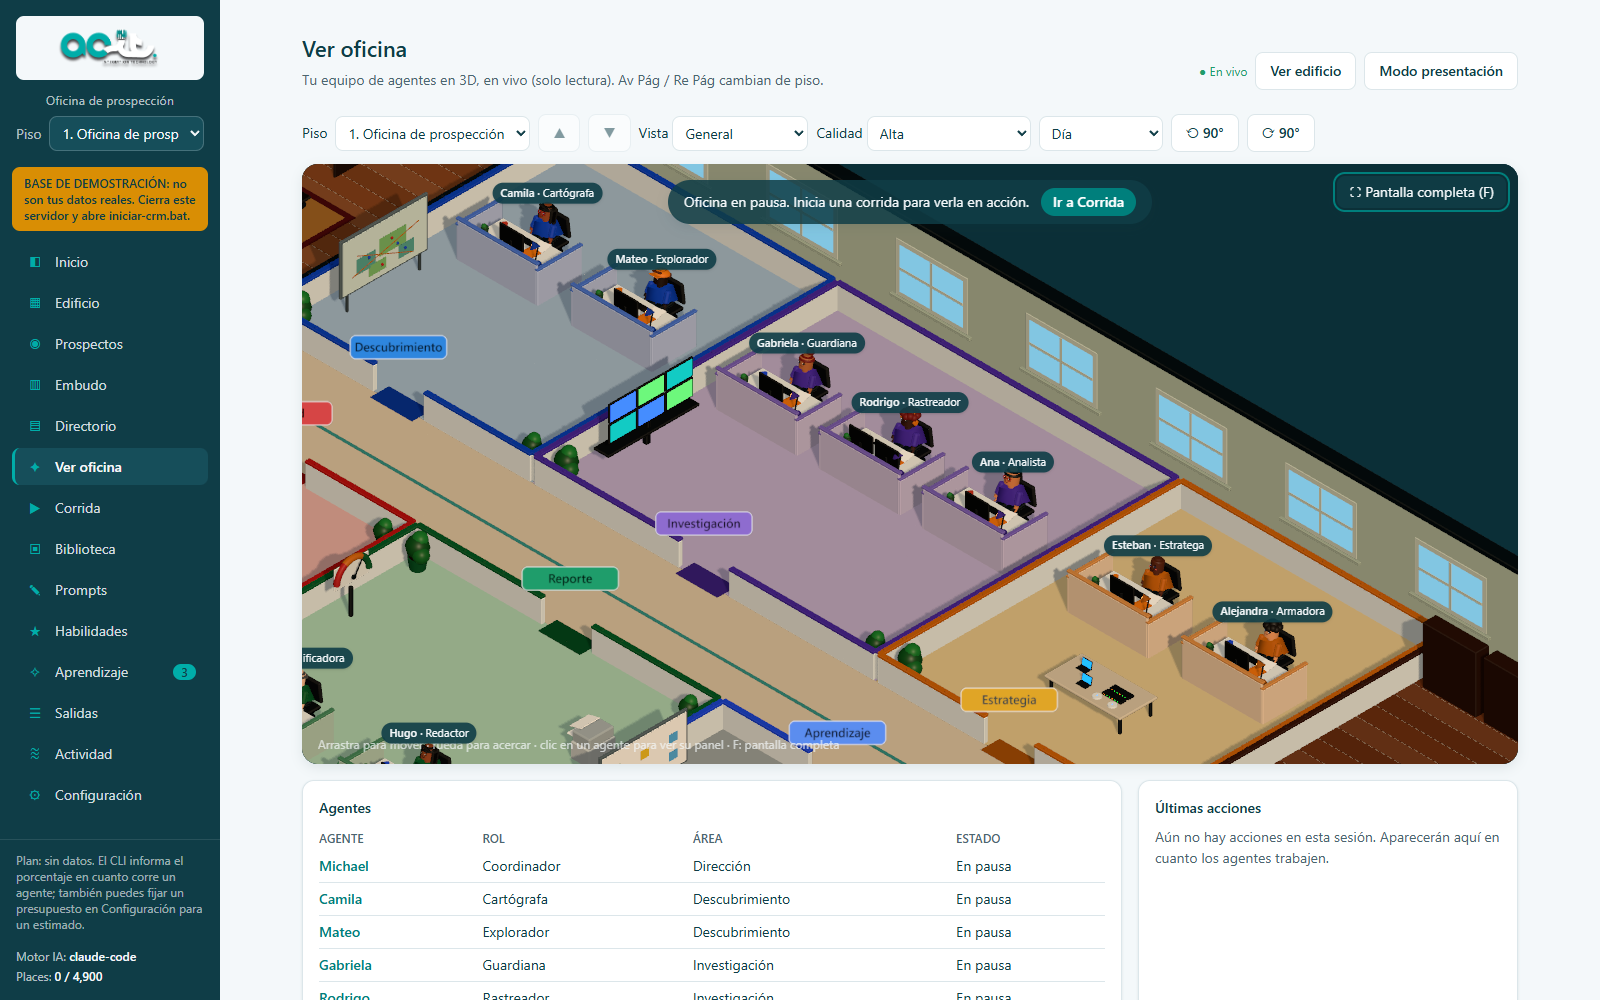 acit
Oficina de prospección
Piso
1. Oficina de prosp
BASE DE DEMOSTRACIÓN: no
son tus datos reales. Cierra este
servidor y abre iniciar-crm.bat.
Inicio
Edificio
Prospectos
Embudo
Directorio
Ver oficina
Corrida
Biblioteca
Prompts
Habilidades
Aprendizaje 3
Salidas
Actividad
Configuración
Plan: sin datos. El CLI informa el
porcentaje en cuanto corre un
agente; también puedes fijar un
presupuesto en Configuración para
un estimado.
Motor IA: claude-code
Places: 0 / 4,900
Ver oficina
Tu equipo de agentes en 3D, en vivo (solo lectura). Av Pág / Re Pág cambian de piso.
● En vivo
Ver edificio
Modo presentación
Piso 1. Oficina de prospección ▲ ▼ Vista General Calidad Alta Día 90° 90°
Oficina en pausa. Inicia una corrida para verla en acción. Ir a Corrida
Pantalla completa (F)
Camila · Cartógrafa
Mateo · Explorador
Descubrimiento
Gabriela · Guardiana
Rodrigo · Rastreador
Ana · Analista
Investigación
Esteban · Estratega
Reporte
Alejandra · Armadora
ificadora
Estrategia
Hugo · Redactor
Aprendizaje
Arrastra para mover · rueda para acercar · clic en un agente para ver su panel · F: pantalla completa
Agentes
AGENTE ROL ÁREA ESTADO
Michael Coordinador Dirección En pausa
Camila Cartógrafa Descubrimiento En pausa
Mateo Explorador Descubrimiento En pausa
Gabriela Guardiana Investigación En pausa
Rodrigo Rastreador Investigación En pausa
Últimas acciones
Aún no hay acciones en esta sesión. Aparecerán aquí en
cuanto los agentes trabajen.